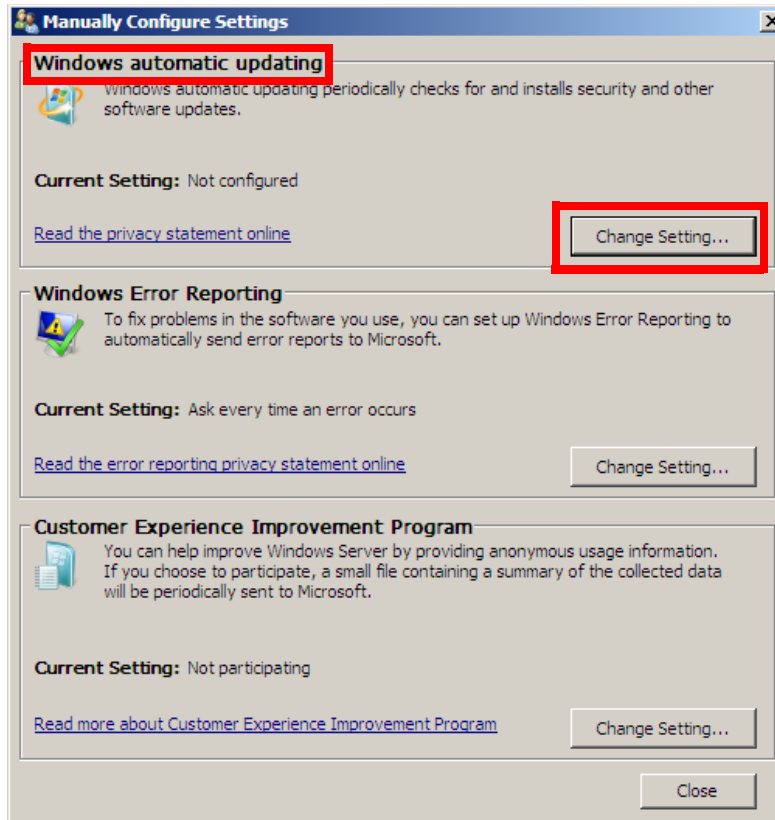 Manually Configure Settings
Windows automatic updating
Windows automatic updating periodically checks for and installs security and other
software updates.
Current Setting: Not configured
Read the privacy statement online
Change Setting...
Windows Error Reporting
To fix problems in the software you use, you can set up Windows Error Reporting to
automatically send error reports to Microsoft.
Current Setting: Ask every time an error occurs
Read the error reporting privacy statement online
Change Setting...
Customer Experience Improvement Program
You can help improve Windows Server by providing anonymous usage information.
If you choose to participate, a small file containing a summary of the collected data
will be periodically sent to Microsoft.
Current Setting: Not participating
Read more about Customer Experience Improvement Program
Change Setting...
Close